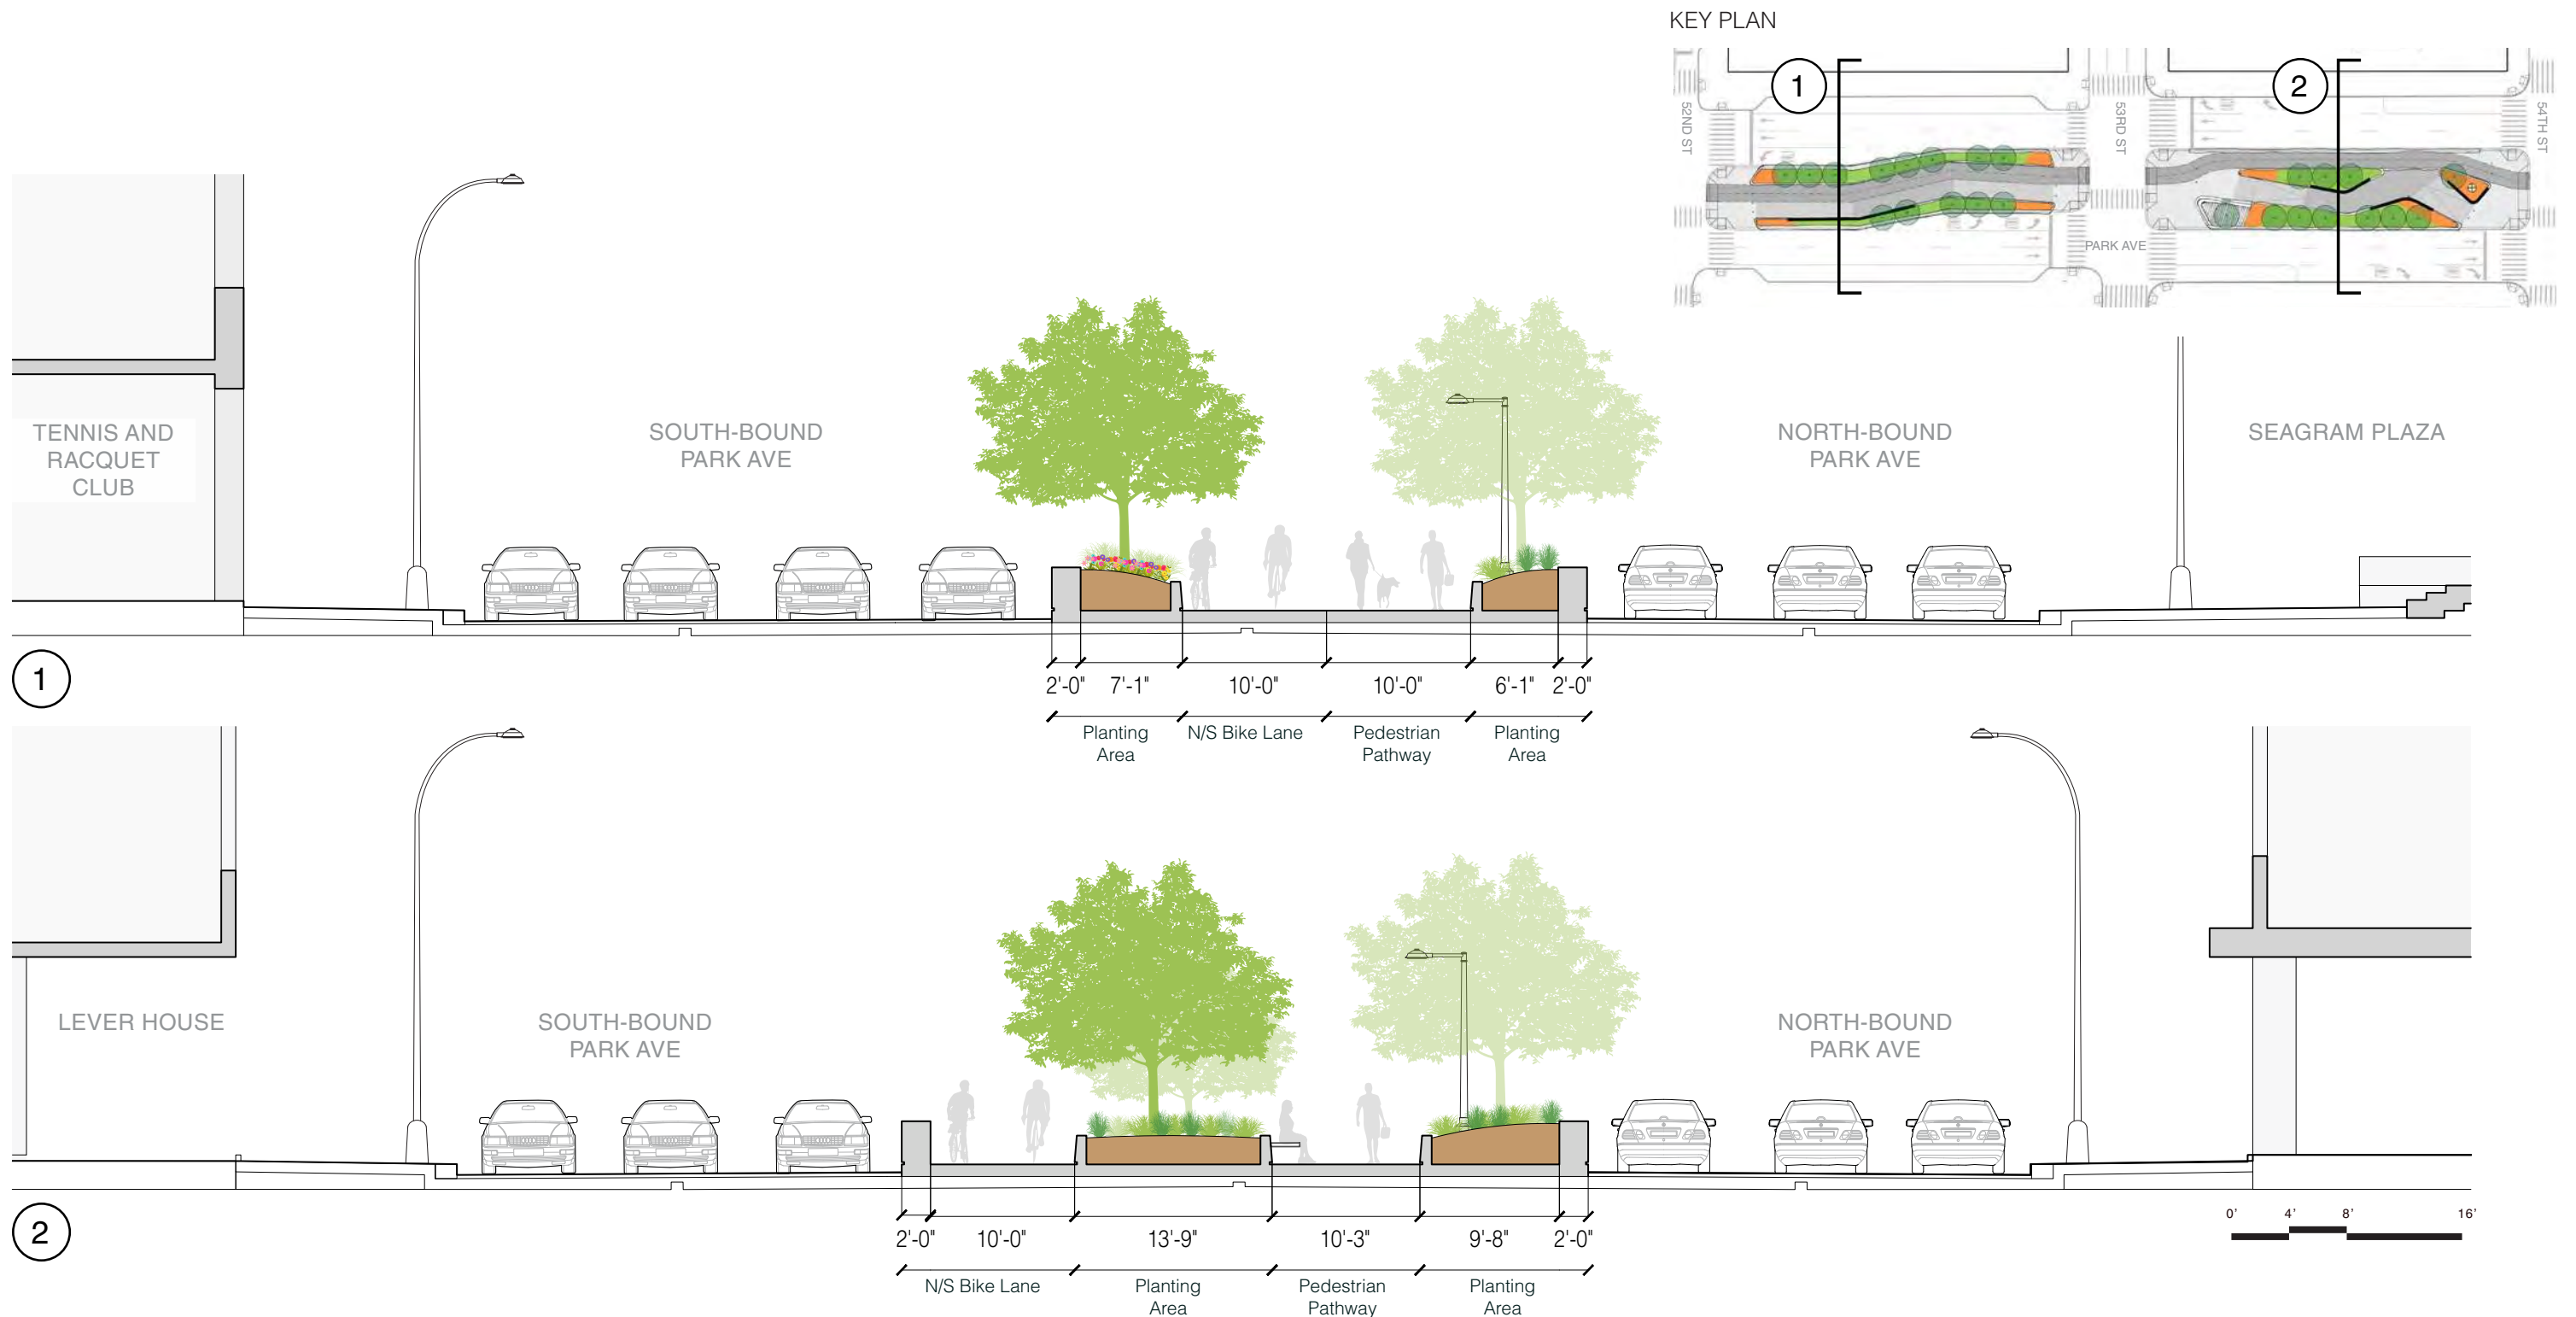 KEY PLAN
1
2
52ND ST
53RD ST
54TH ST
PARK AVE
TENNIS AND
RACQUET
CLUB
SOUTH-BOUND
PARK AVE
NORTH-BOUND
PARK AVE
SEAGRAM PLAZA
1
2'-0" 7'-1" 10'-0" 10'-0" 6'-1" 2'-0"
Planting
Area
N/S Bike Lane
Pedestrian
Pathway
Planting
Area
LEVER HOUSE
SOUTH-BOUND
PARK AVE
NORTH-BOUND
PARK AVE
2
2'-0" 10'-0" 13'-9" 10'-3" 9'-8" 2'-0"
N/S Bike Lane
Planting
Area
Pedestrian
Pathway
Planting
Area
0' 4' 8' 16'